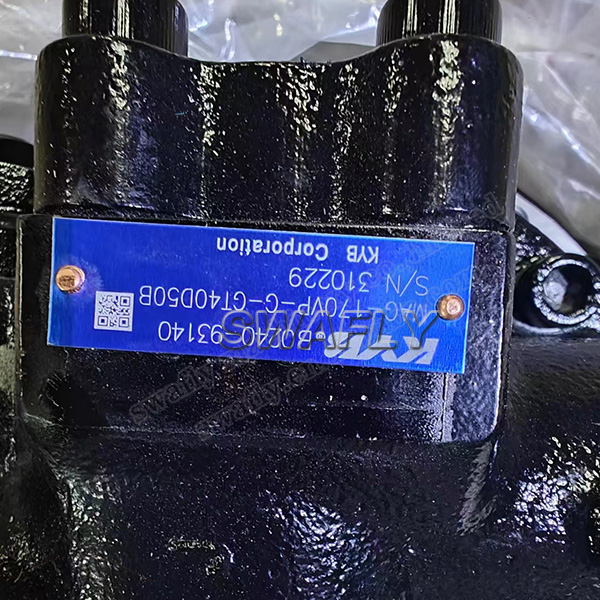 KYB B0240 93140
MAG-170VP-G-GT40D50B
S/N 310229
KYB Corporation
SWAFLY